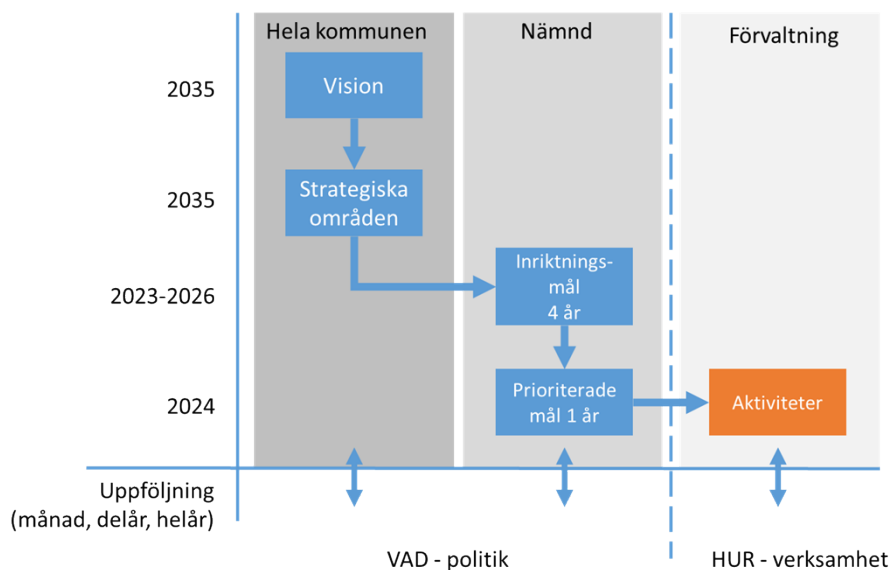 Hela kommunen
Nämnd
Förvaltning
2035
Vision
2035
Strategiska
områden
2023-2026
Inriktnings-
mål
4 år
2024
Prioriterade
mål 1 år
Aktiviteter
Uppföljning
(månad, delår, helår)
VAD - politik
HUR - verksamhet